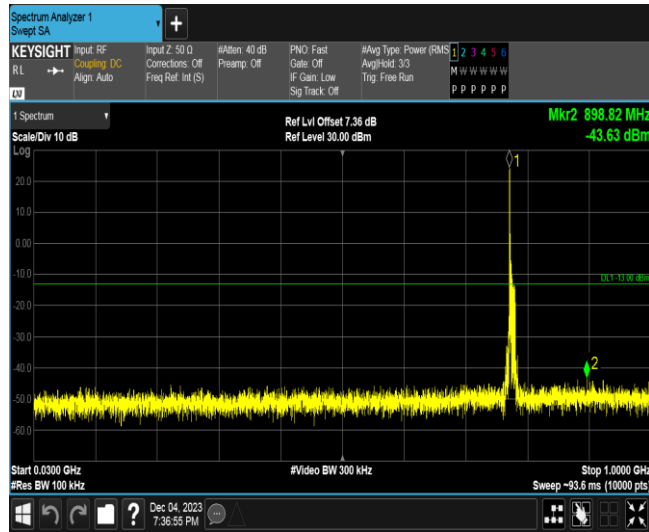 Spectrum Analyzer 1
Swept SA
+
KEYSIGHT
RL
LXI
Input: RF
Coupling: DC
Align: Auto
Input Z: 50 Ω
Corrections: Off
Freq Ref: Int (S)
#Atten: 40 dB
Preamp: Off
PNO: Fast
Gate: Off
IF Gain: Low
Sig Track: Off
#Avg Type: Power (RMS
Avg|Hold: 3/3
Trig: Free Run
1 2 3 4 5 6
M W W W W W
P P P P P P
1 Spectrum
Scale/Div 10 dB
Ref Lvl Offset 7.36 dB
Ref Level 30.00 dBm
Mkr2 898.82 MHz
-43.63 dBm
Log
1
20.0
10.0
0.00
-10.0
DL1 -13.00 dBm
-20.0
-30.0
-40.0
2
-50.0
-60.0
Start 0.0300 GHz
#Video BW 300 kHz
Stop 1.0000 GHz
#Res BW 100 kHz
Sweep ~93.6 ms (10000 pts)
?
Dec 04, 2023
7:36:55 PM